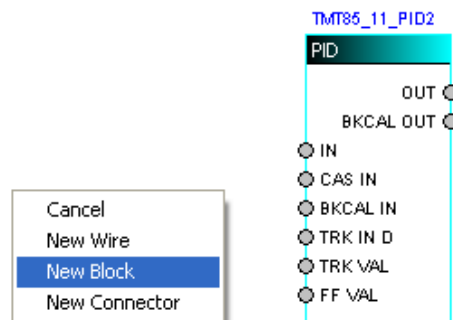 TMT85_11_PID2
PID
OUT
BKCAL OUT
IN
CAS IN
BKCAL IN
TRK IN D
TRK VAL
FF VAL
Cancel
New Wire
New Block
New Connector